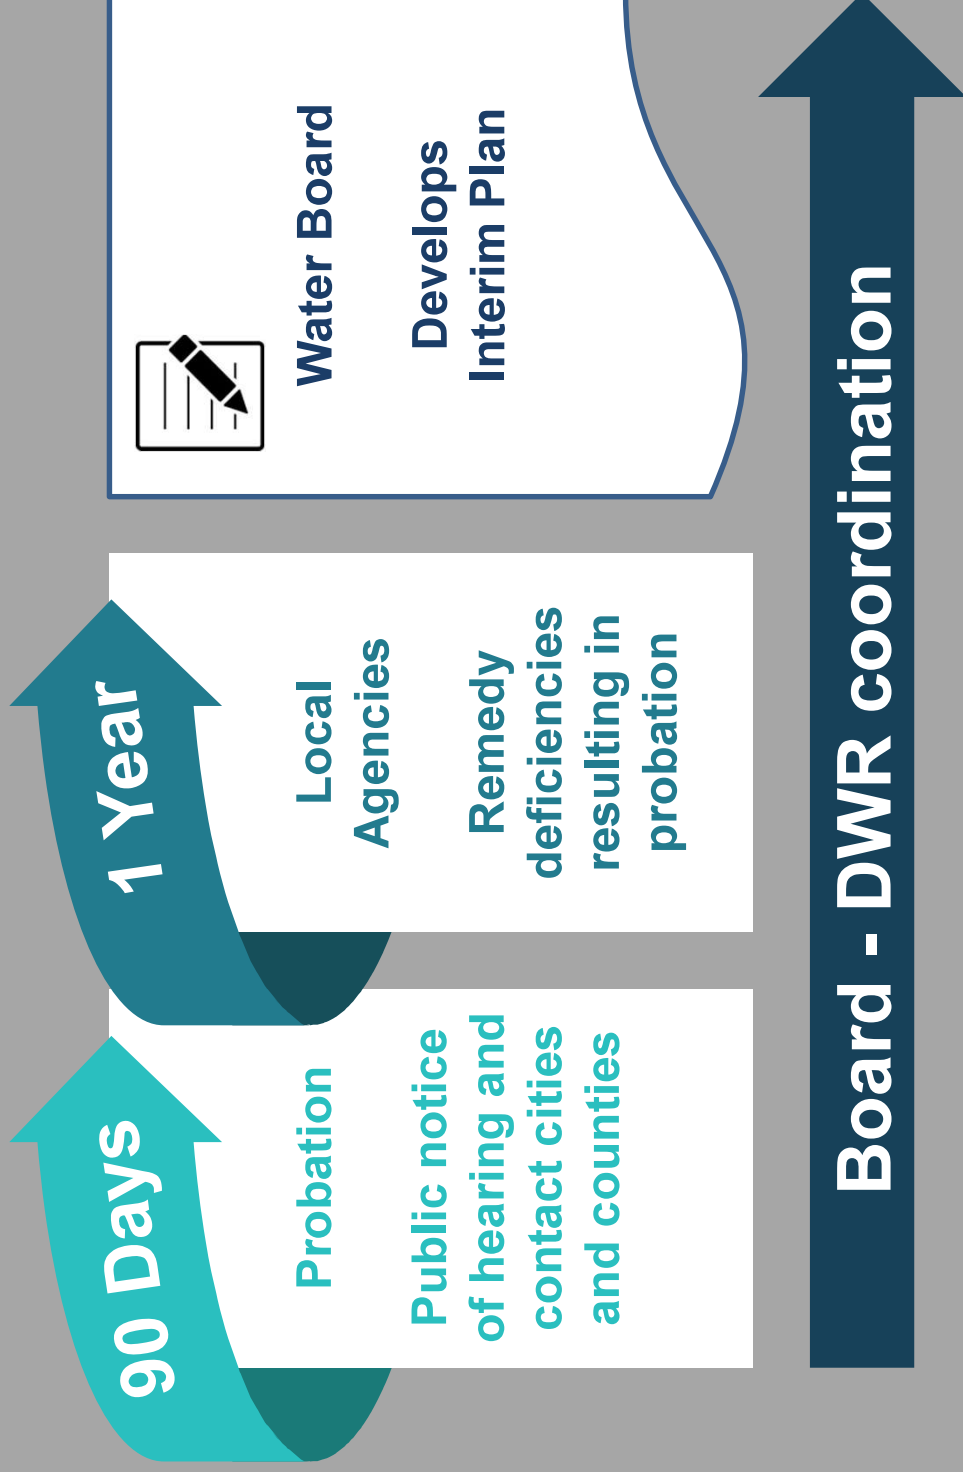 90 Days
Probation
Public notice
of hearing and
contact cities
and counties
1 Year
Local
Agencies
Remedy
deficiencies
resulting in
probation
Water Board
Develops
Interim Plan
Board - DWR coordination